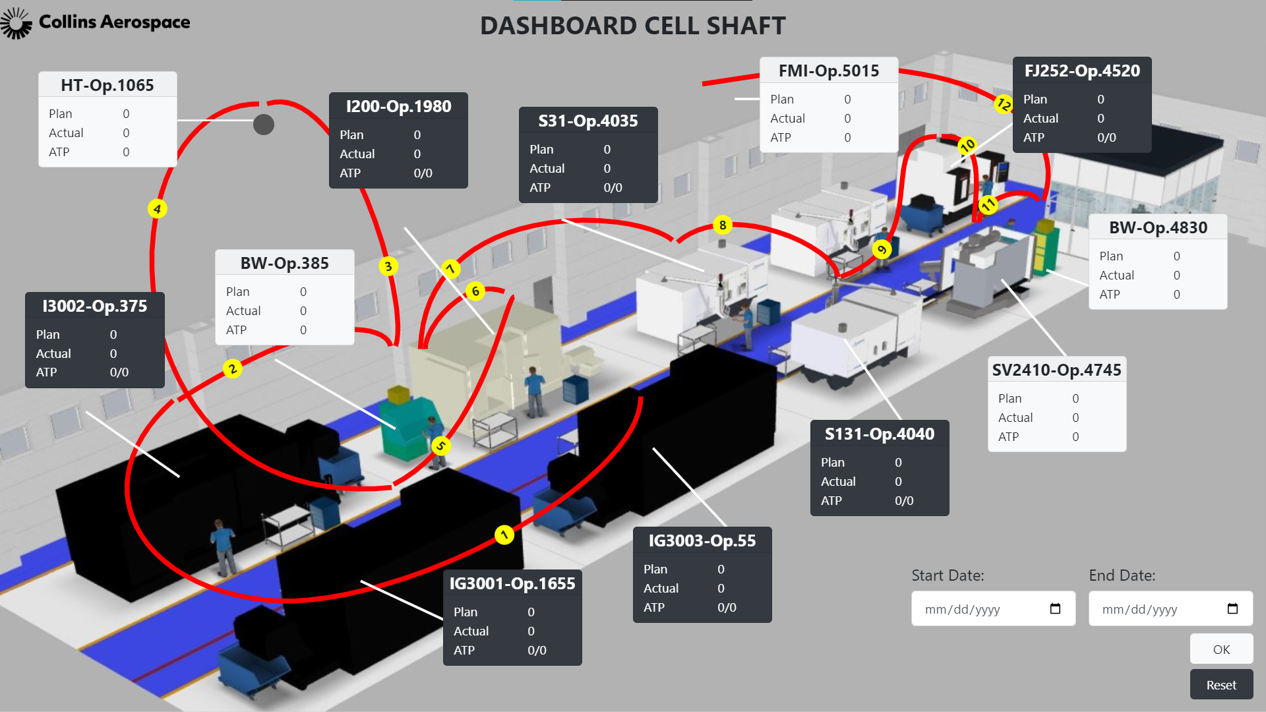 Collins Aerospace
DASHBOARD CELL SHAFT
HT-Op.1065
Plan 0
Actual 0
ATP 0
I200-Op.1980
Plan 0
Actual 0
ATP 0/0
S31-Op.4035
Plan 0
Actual 0
ATP 0/0
FMI-Op.5015
Plan 0
Actual 0
ATP 0
FJ252-Op.4520
Plan 0
Actual 0
ATP 0/0
BW-Op.385
Plan 0
Actual 0
ATP 0
BW-Op.4830
Plan 0
Actual 0
ATP 0
I3002-Op.375
Plan 0
Actual 0
ATP 0/0
SV2410-Op.4745
Plan 0
Actual 0
ATP 0
S131-Op.4040
Plan 0
Actual 0
ATP 0/0
IG3003-Op.55
Plan 0
Actual 0
ATP 0/0
IG3001-Op.1655
Plan 0
Actual 0
ATP 0/0
1
2
3
4
5
6
7
8
9
10
11
12
Start Date:
mm/dd/yyyy
End Date:
mm/dd/yyyy
OK
Reset